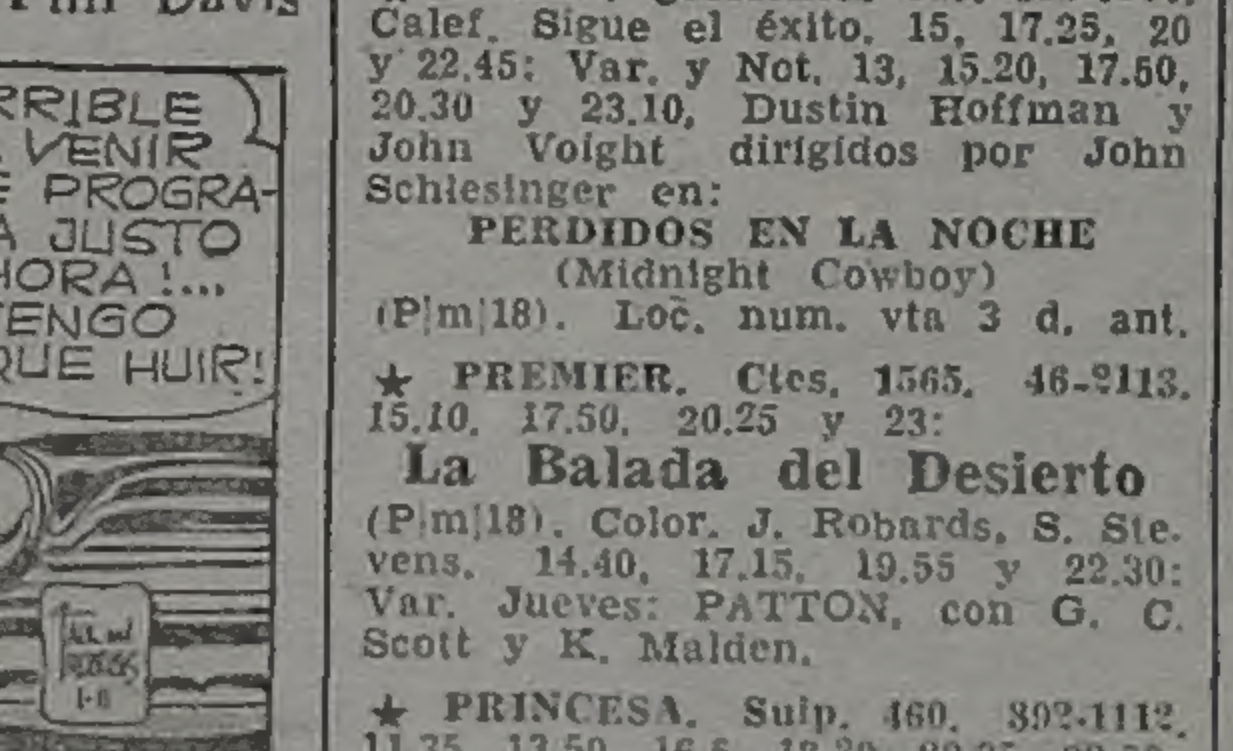 Phil Davis
RRIBLE
VENIR
E PROGRA-
A JUSTO
HORA!...
TENGO
QUE HUIR!
Calef. Sigue el éxito. 15, 17.25, 20
y 22.45: Var. y Not. 13, 15.20, 17.50,
20.30 y 23.10, Dustin Hoffman y
John Voight dirigidos por John
Schlesinger en:
PERDIDOS EN LA NOCHE
(Midnight Cowboy)
(P|m|18). Loc. num. vta 3 d. ant.
★ PREMIER. Ctes. 1565. 46-2113.
15.10. 17.50. 20.25 y 23:
La Balada del Desierto
(P|m|18). Color. J. Robards, S. Ste.
vens. 14.40, 17.15, 19.55 y 22.30:
Var. Jueves: PATTON, con G. C.
Scott y K. Malden.
★ PRINCESA. Suip. 460. 392-1112.